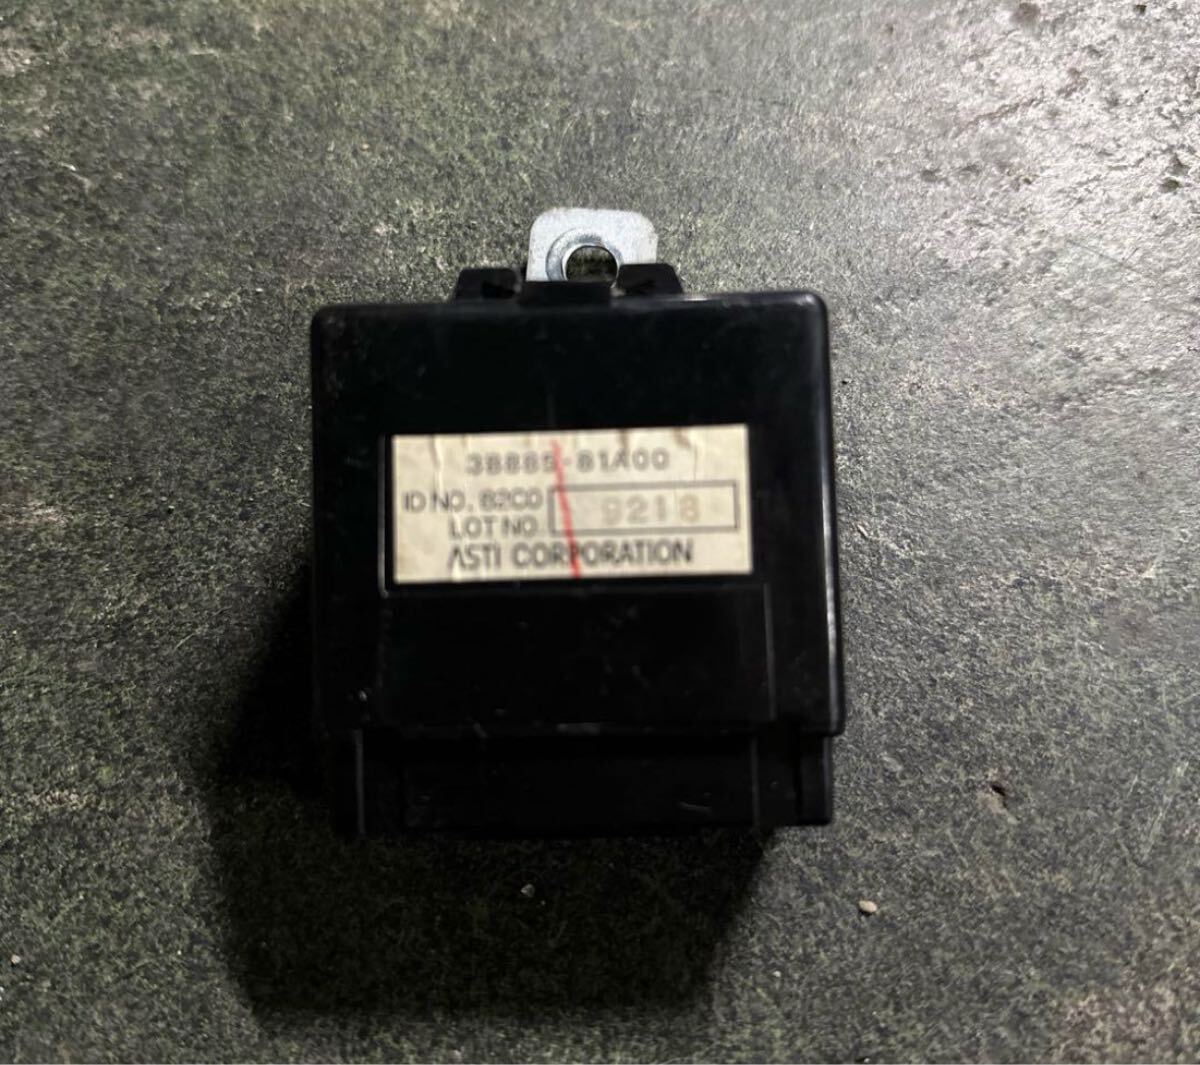 38885-81A00
ID NO. 82C0
LOT NO. 9218
ASTI CORPORATION